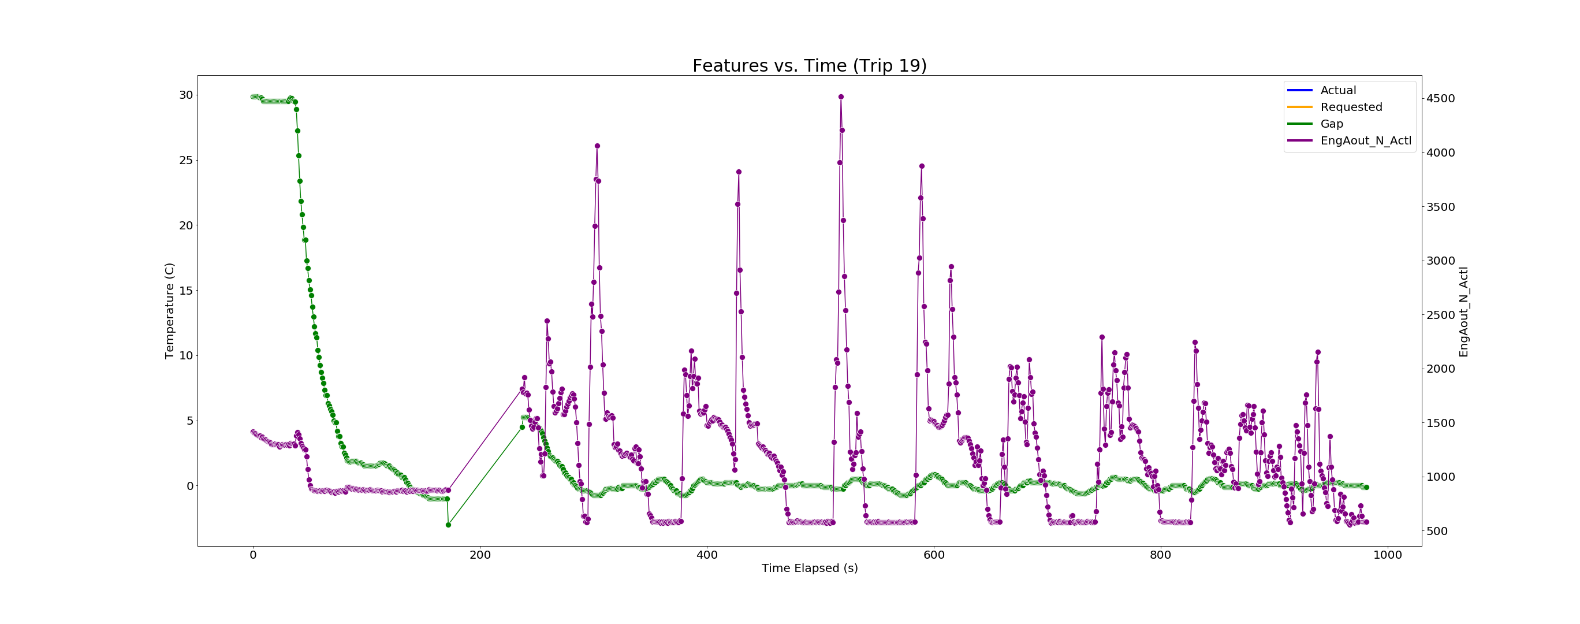 Features vs. Time (Trip 19)
Actual
Requested
Gap
EngAout_N_Actl
30
25
20
15
10
5
0
Temperature (C)
4500
4000
3500
3000
2500
2000
1500
1000
500
EngAout_N_Actl
0 200 400 600 800 1000
Time Elapsed (s)